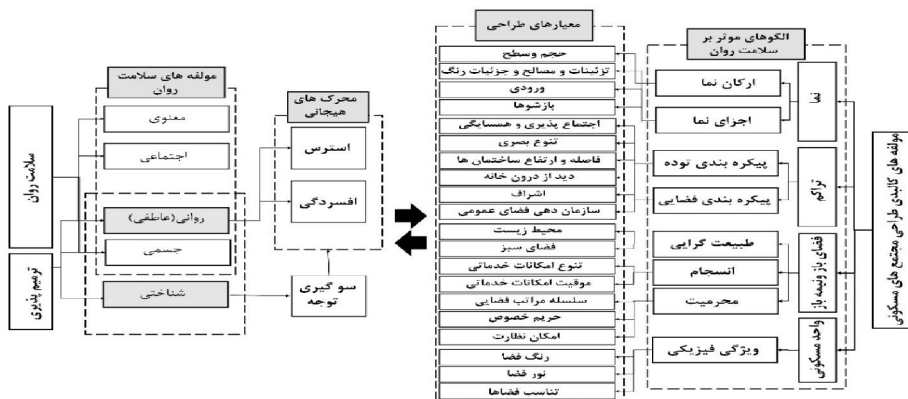 مولفه های کالبدی طراحی مجتمع های مسکونی
الگوهای موثر بر
سلامت روان
نما
تراکم
فضای باز ونیمه باز
واحد مسکونی
ارکان نما
اجزای نما
پیکره بندی توده
پیکره بندی فضایی
طبیعت گرایی
انسجام
محرمیت
ویژگی فیزیکی
معیارهای طراحی
حجم وسطح
تزئینات و مصالح و جزئیات رنگ
ورودی
بازشوها
اجتماع پذیری و همسایگی
تنوع بصری
فاصله و ارتفاع ساختمان ها
دید از درون خانه
اشراف
سازمان دهی فضای عمومی
محیط زیست
فضای سبز
تنوع امکانات خدماتی
موقیت امکانات خدماتی
سلسله مراتب فضایی
حریم خصوص
امکان نظارت
رنگ فضا
نور فضا
تناسب فضاها
محرک های
هیجانی
استرس
افسردگی
سو گیری
توجه
مولفه های سلامت
روان
معنوی
اجتماعی
روانی(عاطفی)
جسمی
شناختی
سلامت روان
ترمیم پذیری